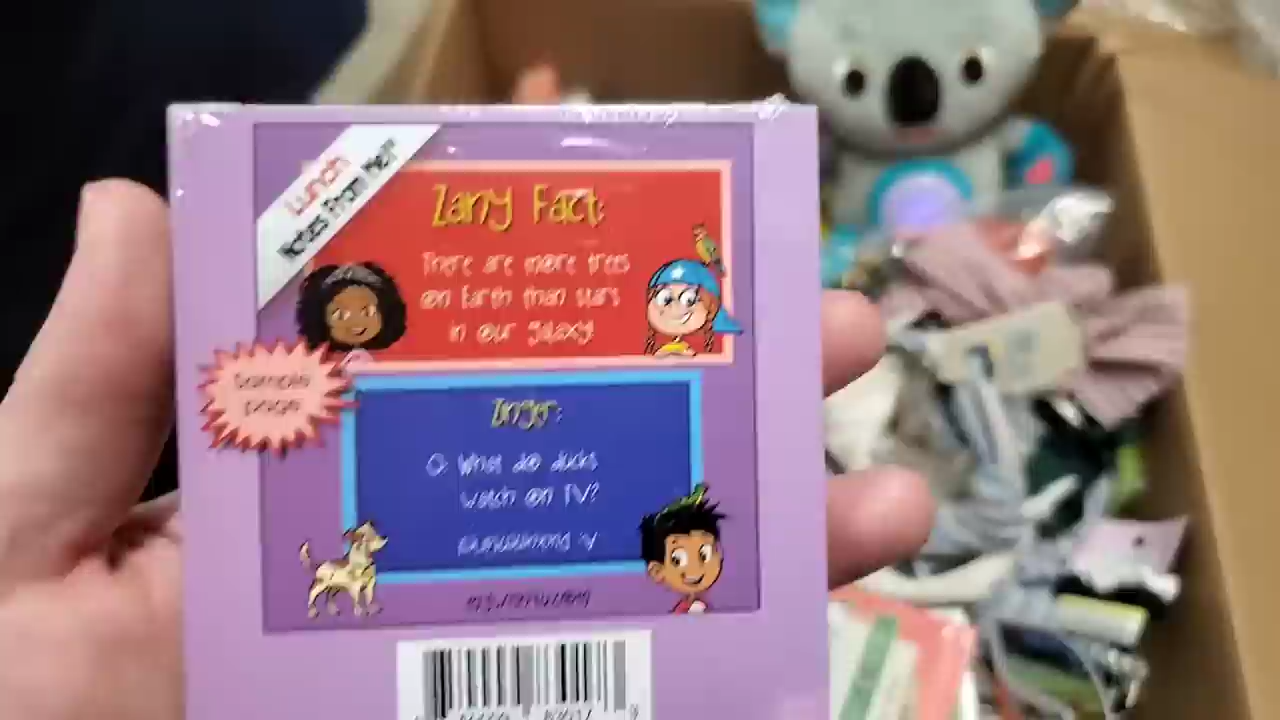 Lunch
Notes From Me!®
Zany Fact:
There are more trees
on Earth than stars
in our galaxy!
Sample
page
Zinger:
Q: What do ducks
watch on TV?